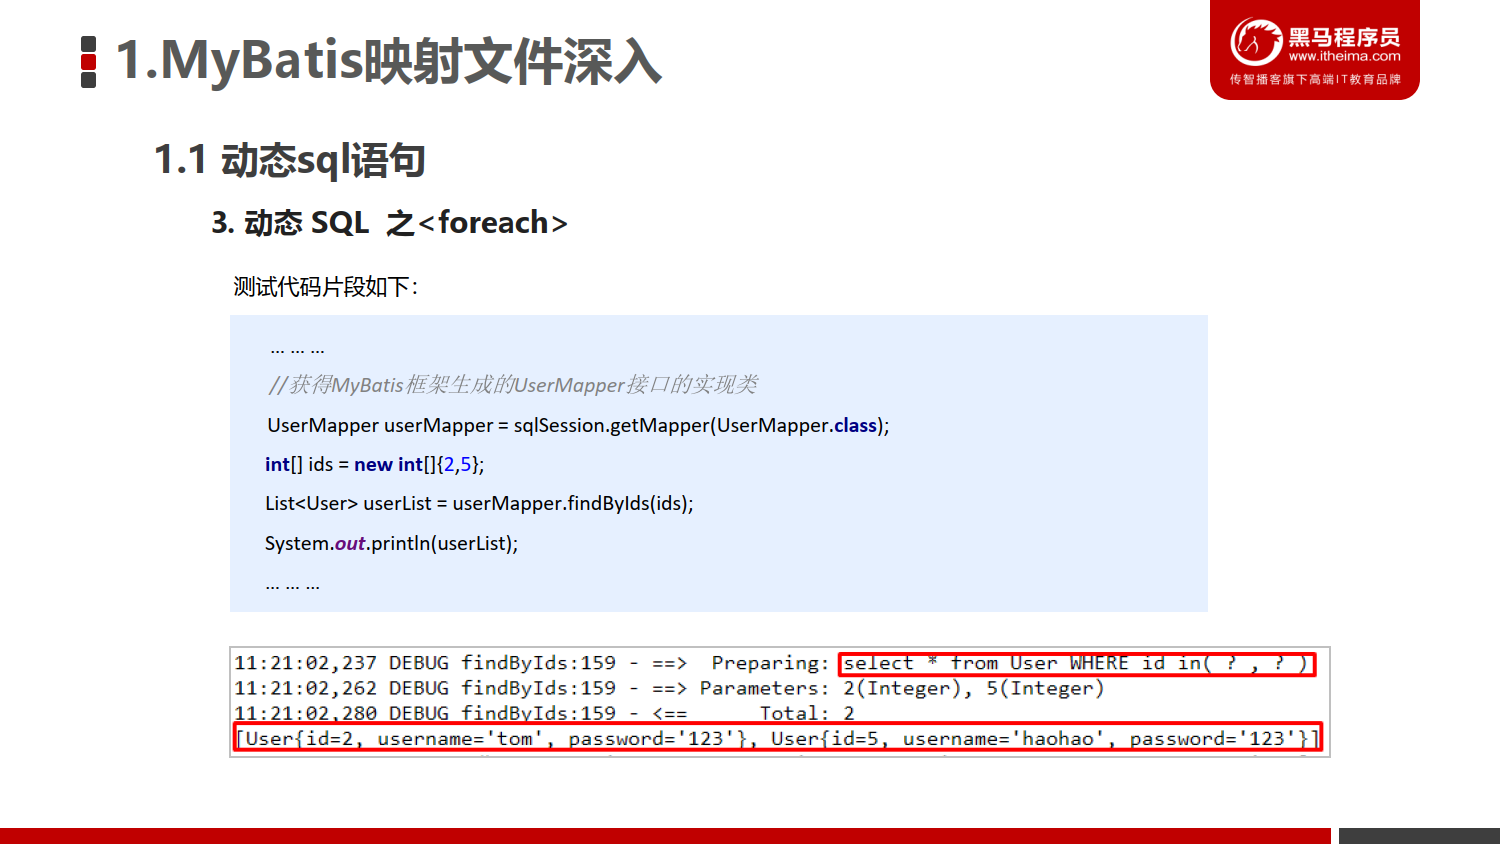 1.MyBatis映射文件深入
黑马程序员
www.itheima.com
传智播客旗下高端IT教育品牌
1.1 动态sql语句
3. 动态 SQL 之<foreach>
测试代码片段如下：
... ... ...
//获得MyBatis框架生成的UserMapper接口的实现类
UserMapper userMapper = sqlSession.getMapper(UserMapper.class);
int[] ids = new int[]{2,5};
List<User> userList = userMapper.findByIds(ids);
System.out.println(userList);
... ... ...
11:21:02,237 DEBUG findByIds:159 - ==>  Preparing: select * from User WHERE id in( ? , ? )
11:21:02,262 DEBUG findByIds:159 - ==> Parameters: 2(Integer), 5(Integer)
11:21:02,280 DEBUG findByIds:159 - <==      Total: 2
[User{id=2, username='tom', password='123'}, User{id=5, username='haohao', password='123'}]